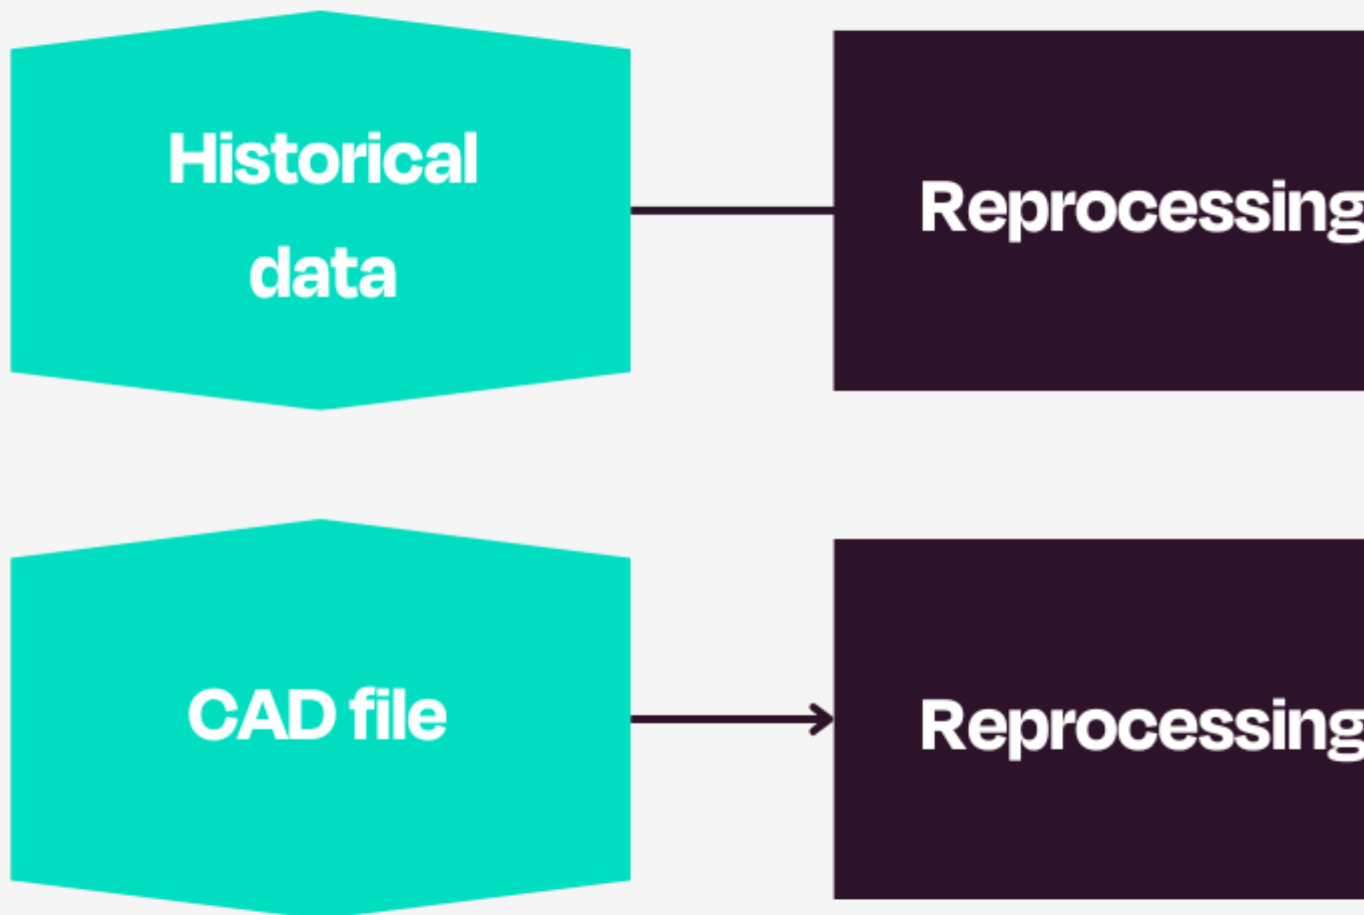 Historical
data
Reprocessing
CAD file
Reprocessing